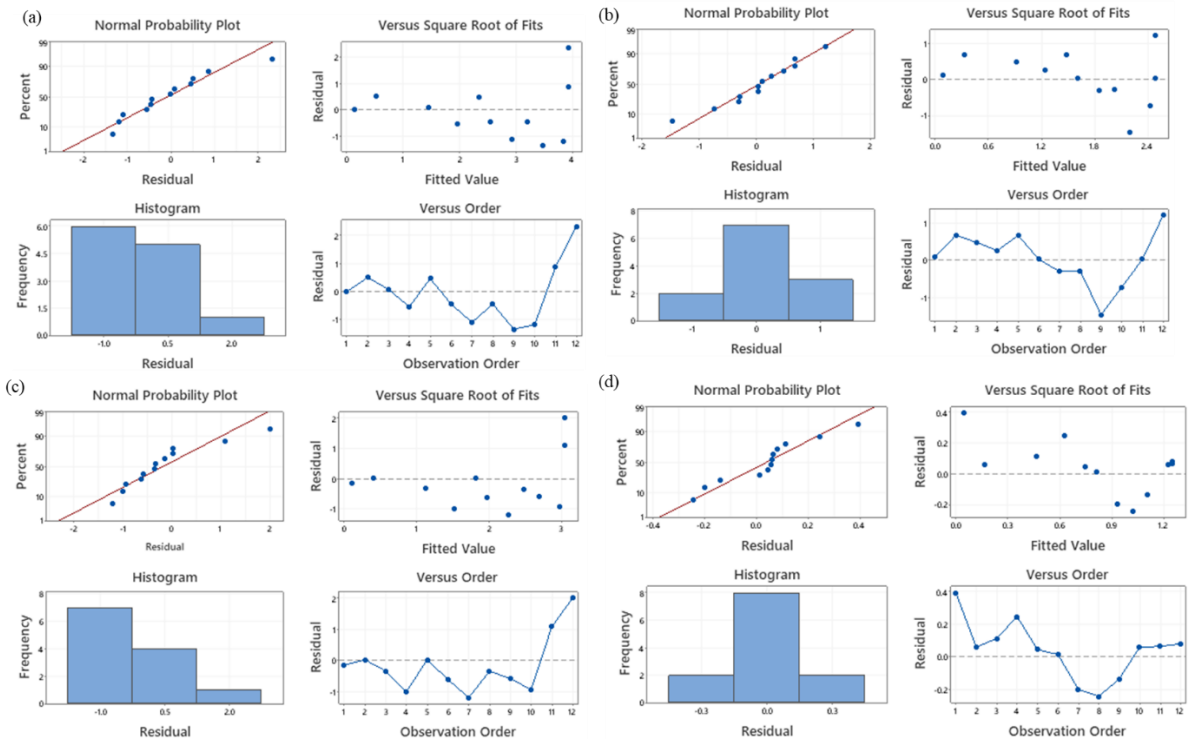 (a)
Normal Probability Plot
99
90
50
10
1
Percent
-2 -1 0 1 2
Residual
Versus Square Root of Fits
2
1
0
-1
Residual
0 1 2 3 4
Fitted Value
Histogram
6.0
4.5
3.0
1.5
0.0
Frequency
-1.0 0.5 2.0
Residual
Versus Order
2
1
0
-1
Residual
1 2 3 4 5 6 7 8 9 10 11 12
Observation Order
(b)
Normal Probability Plot
99
90
50
10
1
Percent
-2 -1 0 1 2
Residual
Versus Square Root of Fits
1
0
-1
Residual
0.0 0.6 1.2 1.8 2.4
Fitted Value
Histogram
8
6
4
2
0
Frequency
-1 0 1
Residual
Versus Order
1
0
-1
Residual
1 2 3 4 5 6 7 8 9 10 11 12
Observation Order
(c)
Normal Probability Plot
99
90
50
10
1
Percent
-2 -1 0 1 2
Residual
Versus Square Root of Fits
2
1
0
-1
Residual
0 1 2 3
Fitted Value
Histogram
8
6
4
2
0
Frequency
-1.0 0.5 2.0
Residual
Versus Order
2
1
0
-1
Residual
1 2 3 4 5 6 7 8 9 10 11 12
Observation Order
(d)
Normal Probability Plot
99
90
50
10
1
Percent
-0.4 -0.2 0.0 0.2 0.4
Residual
Versus Square Root of Fits
0.4
0.2
0.0
-0.2
Residual
0.0 0.3 0.6 0.9 1.2
Fitted Value
Histogram
8
6
4
2
0
Frequency
-0.3 0.0 0.3
Residual
Versus Order
0.4
0.2
0.0
-0.2
Residual
1 2 3 4 5 6 7 8 9 10 11 12
Observation Order